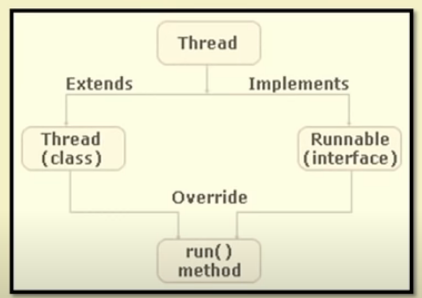 Thread
Extends
Implements
Thread
(class)
Runnable
(interface)
Override
run()
method